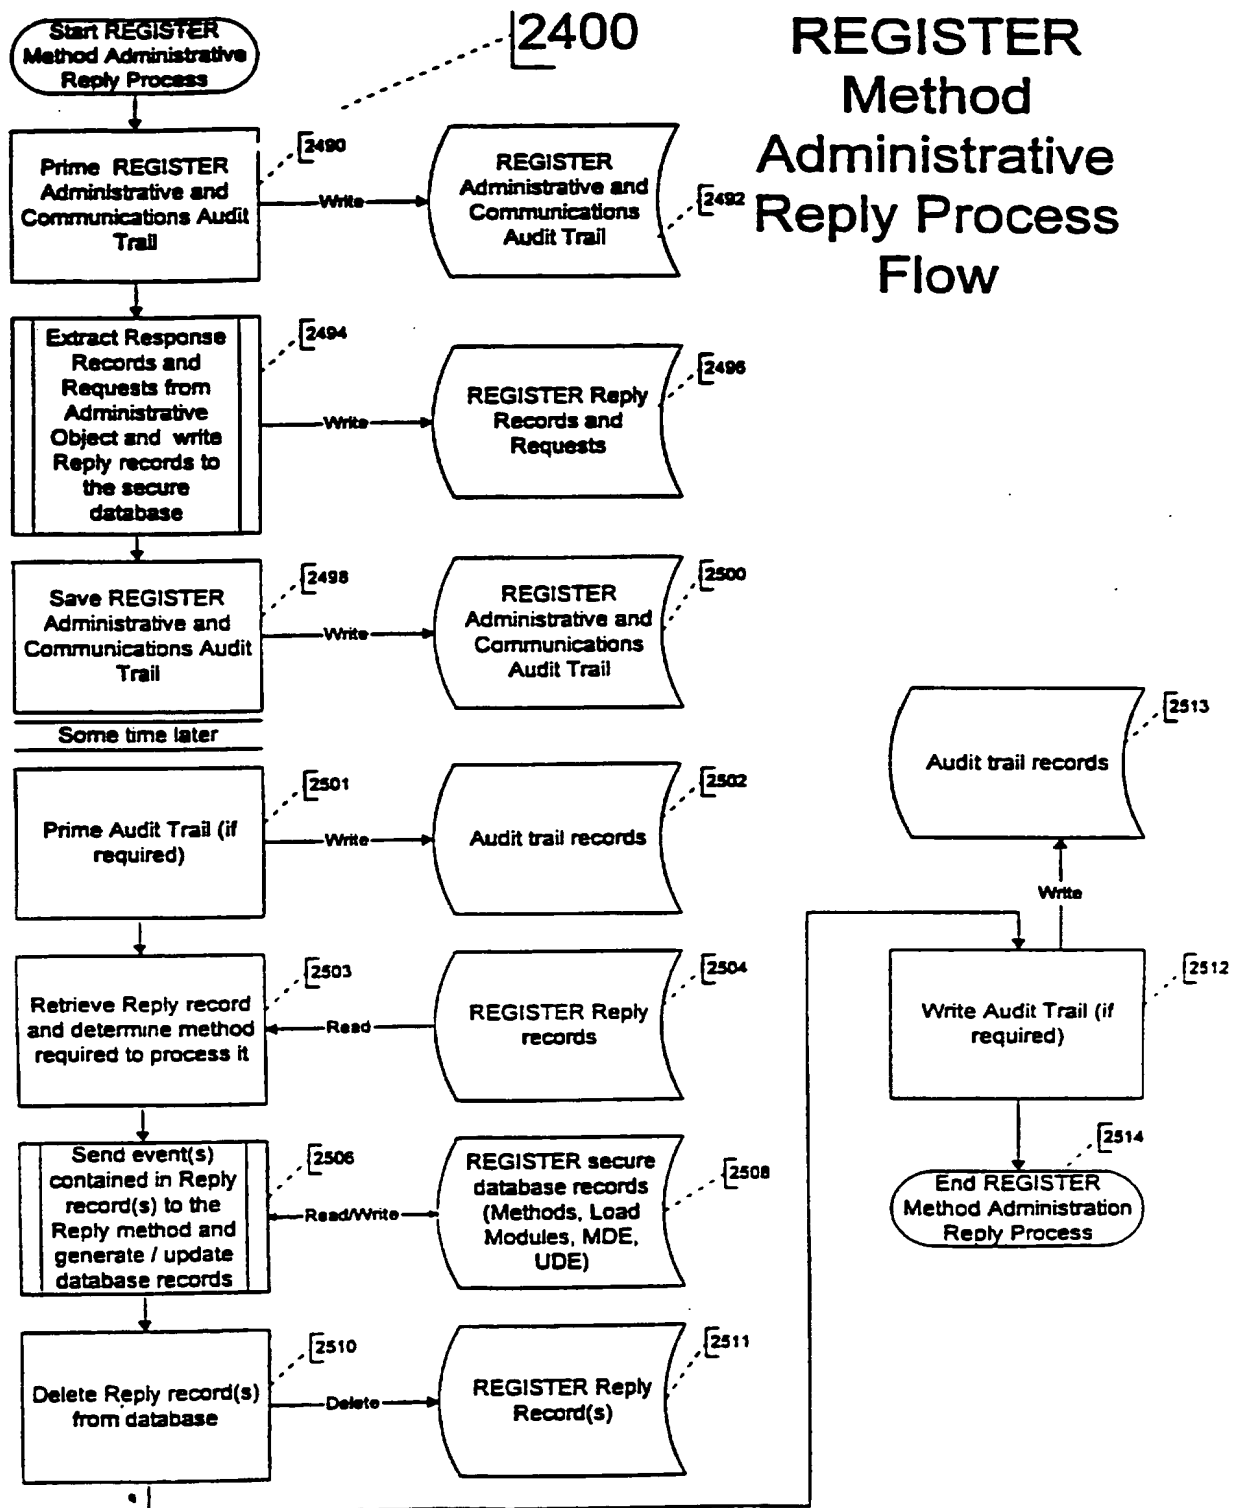 Start REGISTER
Method Administrative
Reply Process
2400
REGISTER
Method
Administrative
Reply Process
Flow
Prime REGISTER
Administrative and
Communications Audit
Trail
2490
Write
REGISTER
Administrative and
Communications
Audit Trail
2492
Extract Response
Records and
Requests from
Administrative
Object and write
Reply records to
the secure
database
2494
Write
REGISTER Reply
Records and
Requests
2496
Save REGISTER
Administrative and
Communications Audit
Trail
2498
Write
REGISTER
Administrative and
Communications
Audit Trail
2500
Some time later
Prime Audit Trail (if
required)
2501
Write
Audit trail records
2502
Retrieve Reply record
and determine method
required to process it
2503
Read
REGISTER Reply
records
2504
Send event(s)
contained in Reply
record(s) to the
Reply method and
generate / update
database records
2506
Read/Write
REGISTER secure
database records
(Methods, Load
Modules, MDE,
UDE)
2508
Delete Reply record(s)
from database
2510
Delete
REGISTER Reply
Record(s)
2511
Audit trail records
2513
Write
Write Audit Trail (if
required)
2512
2514
End REGISTER
Method Administration
Reply Process